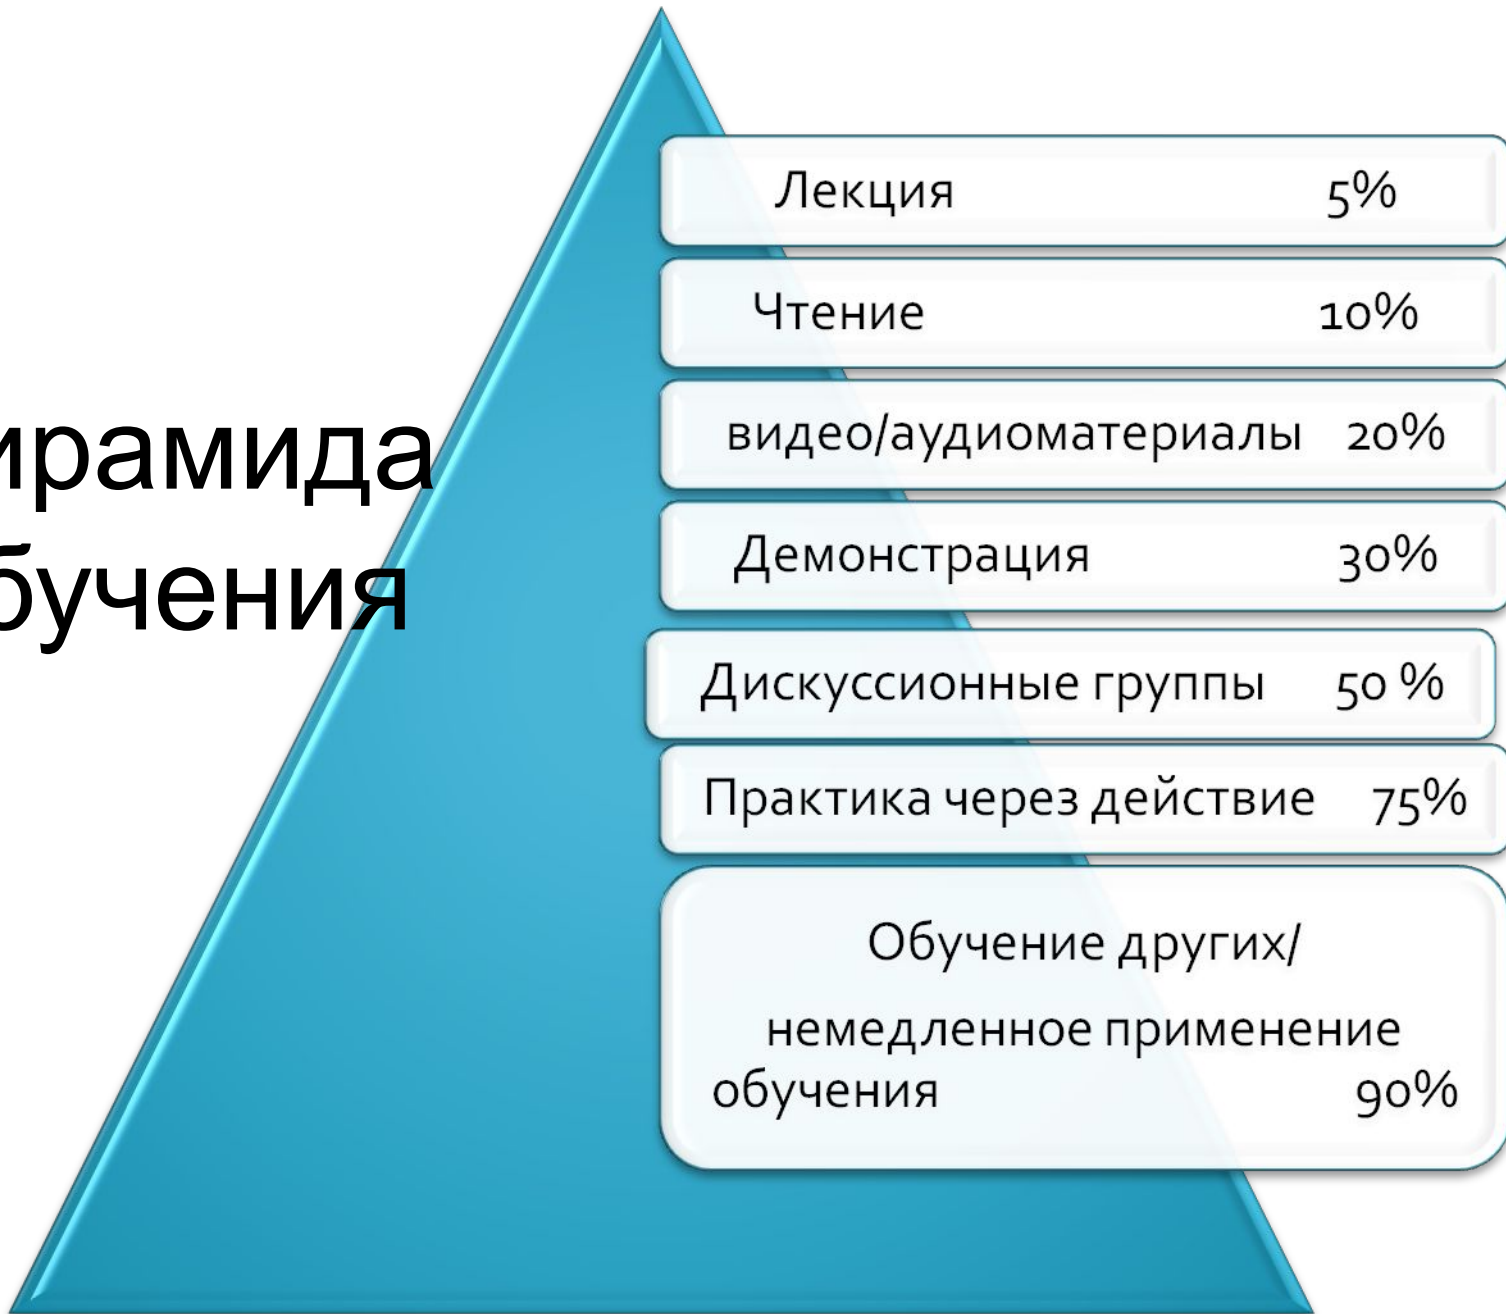 ирамида
бучения
Лекция 5%
Чтение 10%
видео/аудиоматериалы 20%
Демонстрация 30%
Дискуссионные группы 50 %
Практика через действие 75%
Обучение других/
немедленное применение
обучения 90%